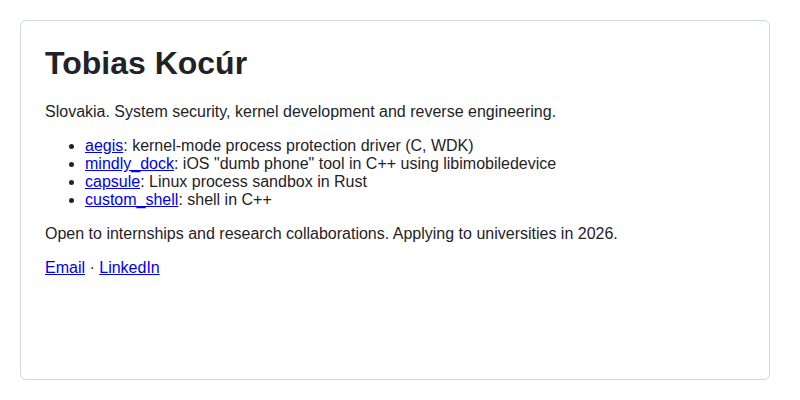 Tobias Kocúr
Slovakia. System security, kernel development and reverse engineering.
aegis: kernel-mode process protection driver (C, WDK)
mindly_dock: iOS "dumb phone" tool in C++ using libimobiledevice
capsule: Linux process sandbox in Rust
custom_shell: shell in C++
Open to internships and research collaborations. Applying to universities in 2026.
Email · LinkedIn